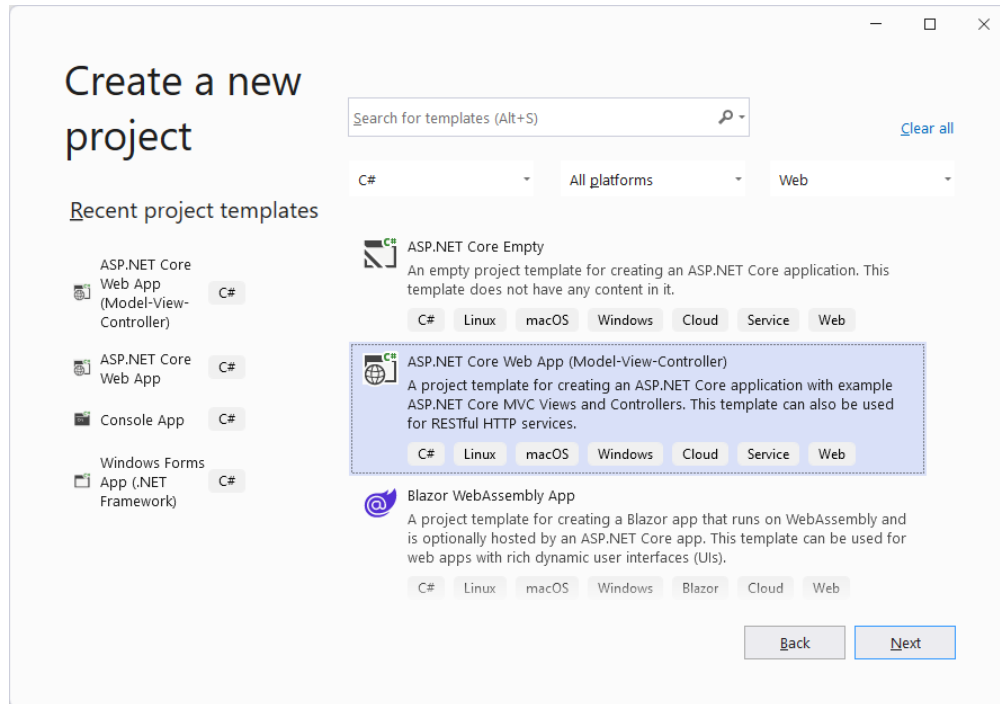 Create a new
project
Search for templates (Alt+S)
Clear all
C#
All platforms
Web
Recent project templates
ASP.NET Core
Web App
(Model-View-
Controller)
C#
ASP.NET Core
Web App
C#
Console App
C#
Windows Forms
App (.NET
Framework)
C#
C#
ASP.NET Core Empty
An empty project template for creating an ASP.NET Core application. This
template does not have any content in it.
C# Linux macOS Windows Cloud Service Web
C#
ASP.NET Core Web App (Model-View-Controller)
A project template for creating an ASP.NET Core application with example
ASP.NET Core MVC Views and Controllers. This template can also be used
for RESTful HTTP services.
C# Linux macOS Windows Cloud Service Web
Blazor WebAssembly App
A project template for creating a Blazor app that runs on WebAssembly and
is optionally hosted by an ASP.NET Core app. This template can be used for
web apps with rich dynamic user interfaces (UIs).
C# Linux macOS Windows Blazor Cloud Web
Back
Next